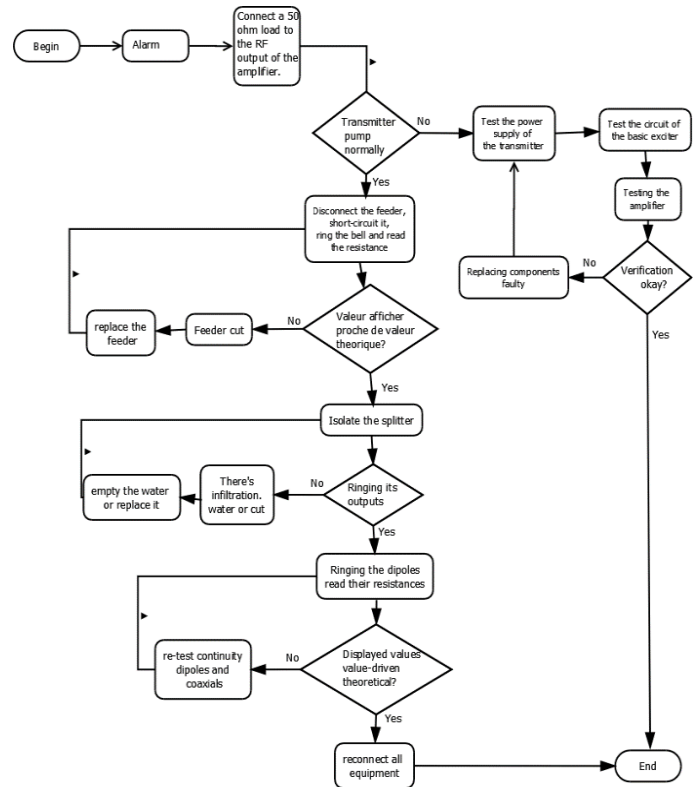 Begin
Alarm
Connect a 50
ohm load to
the RF
output of the
amplifier.
Transmitter
pump
normally
No
Test the power
supply of
the transmitter
Test the circuit of
the basic exciter
Yes
Testing the
amplifier
Disconnect the feeder,
short-circuit it,
ring the bell and read
the resistance
Verification
okay?
No
Replacing components
faulty
Yes
Valeur afficher
proche de valeur
theorique?
No
Feeder cut
replace the
feeder
Yes
Isolate the splitter
Ringing its
outputs
No
There's
infiltration.
water or cut
empty the water
or replace it
Yes
Ringing the dipoles
read their resistances
Displayed values
value-driven
theoretical?
No
re-test continuity
dipoles and
coaxials
Yes
reconnect all
equipment
End